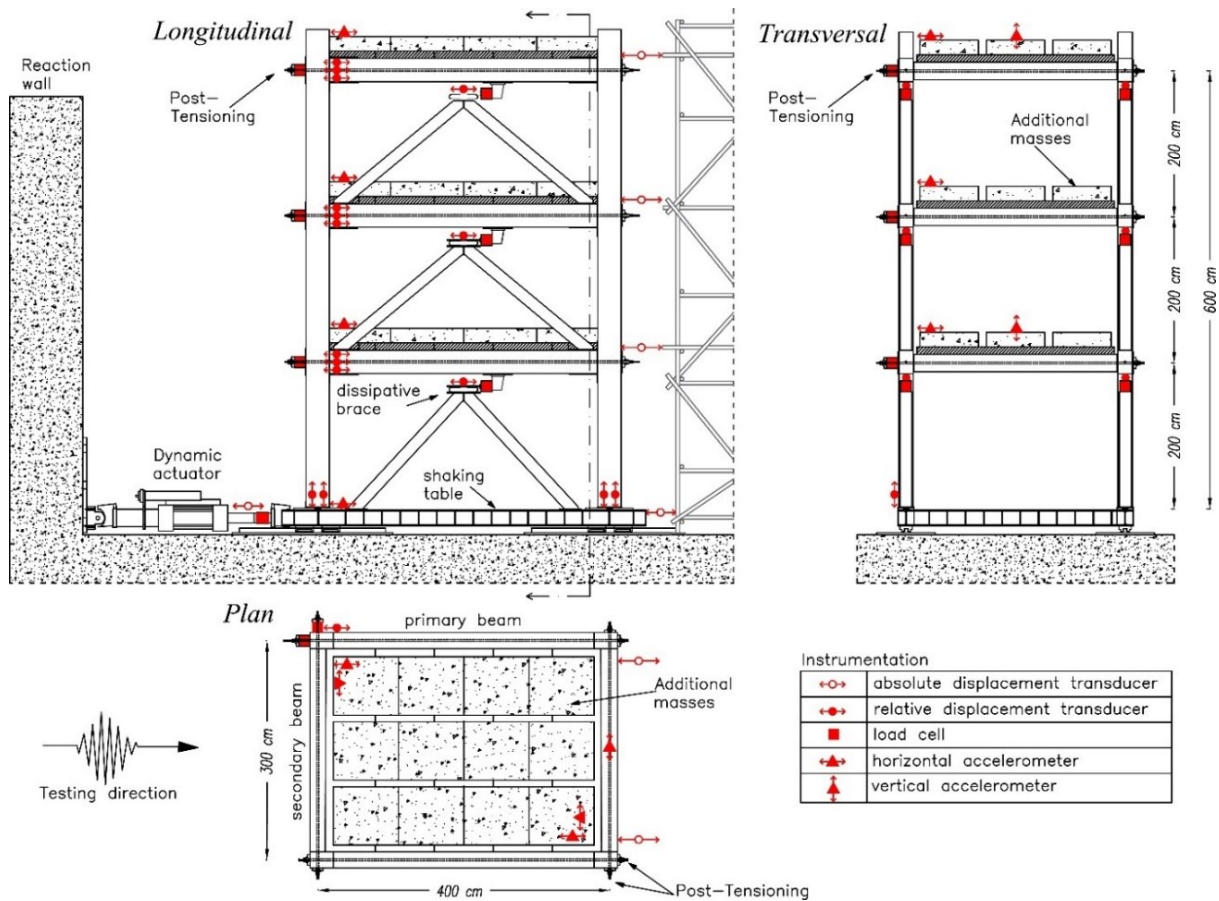 Longitudinal
Transversal
Reaction
wall
Post–
Tensioning
Post–
Tensioning
Additional
masses
200 cm
200 cm
200 cm
600 cm
dissipative
brace
Dynamic
actuator
shaking
table
Plan
primary beam
secondary beam
300 cm
Additional
masses
Testing direction
400 cm
Post–Tensioning
Instrumentation
absolute displacement transducer
relative displacement transducer
load cell
horizontal accelerometer
vertical accelerometer